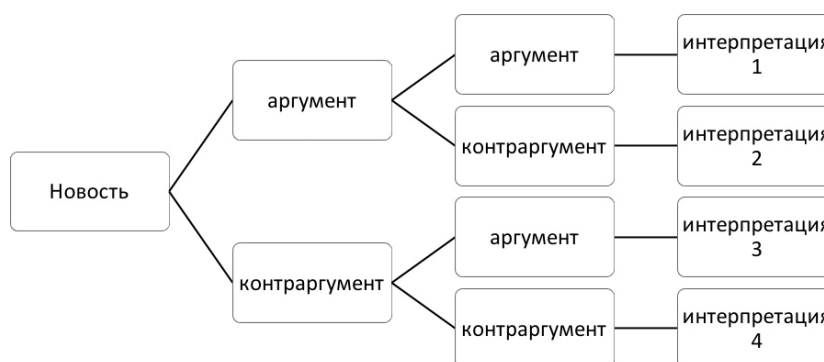 Новость
аргумент
контраргумент
аргумент
контраргумент
аргумент
контраргумент
интерпретация
1
интерпретация
2
интерпретация
3
интерпретация
4